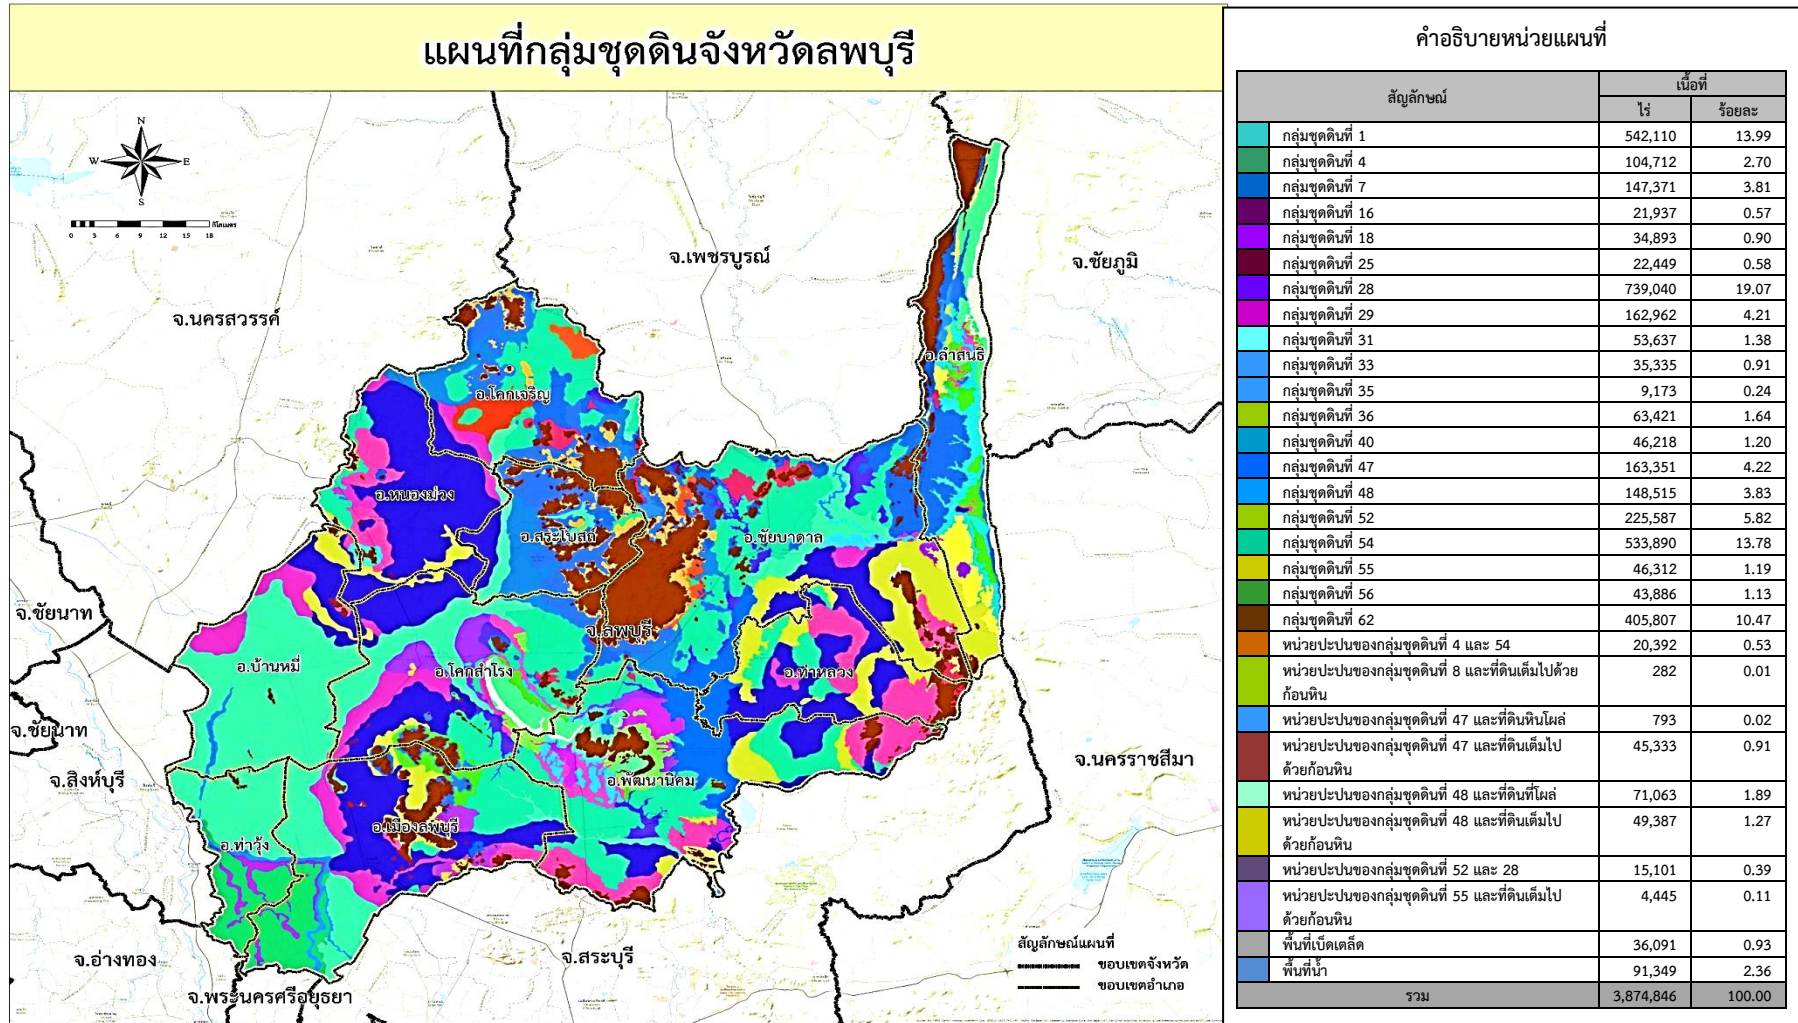 แผนที่กลุ่มชุดดินจังหวัดลพบุรี
N
W
E
S
0 3 6 9 12 15 18
กิโลเมตร
จ.เพชรบูรณ์
จ.ชัยภูมิ
จ.นครสวรรค์
อ.ลำสนธิ
อ.โคกเจริญ
อ.หนองม่วง
อ.สระโบสถ์
อ.ชัยบาดาล
จ.ชัยนาท
จ.ลพบุรี
อ.บ้านหมี่
อ.โคกสำโรง
อ.ท่าหลวง
จ.ชัยนาท
จ.สิงห์บุรี
อ.พัฒนานิคม
จ.นครราชสีมา
อ.เมืองลพบุรี
อ.ท่าวุ้ง
จ.อ่างทอง
จ.สระบุรี
จ.พระนครศรีอยุธยา
สัญลักษณ์แผนที่
ขอบเขตจังหวัด
ขอบเขตอำเภอ
คำอธิบายหน่วยแผนที่
สัญลักษณ์ เนื้อที่
ไร่ ร้อยละ
กลุ่มชุดดินที่ 1 542,110 13.99
กลุ่มชุดดินที่ 4 104,712 2.70
กลุ่มชุดดินที่ 7 147,371 3.81
กลุ่มชุดดินที่ 16 21,937 0.57
กลุ่มชุดดินที่ 18 34,893 0.90
กลุ่มชุดดินที่ 25 22,449 0.58
กลุ่มชุดดินที่ 28 739,040 19.07
กลุ่มชุดดินที่ 29 162,962 4.21
กลุ่มชุดดินที่ 31 53,637 1.38
กลุ่มชุดดินที่ 33 35,335 0.91
กลุ่มชุดดินที่ 35 9,173 0.24
กลุ่มชุดดินที่ 36 63,421 1.64
กลุ่มชุดดินที่ 40 46,218 1.20
กลุ่มชุดดินที่ 47 163,351 4.22
กลุ่มชุดดินที่ 48 148,515 3.83
กลุ่มชุดดินที่ 52 225,587 5.82
กลุ่มชุดดินที่ 54 533,890 13.78
กลุ่มชุดดินที่ 55 46,312 1.19
กลุ่มชุดดินที่ 56 43,886 1.13
กลุ่มชุดดินที่ 62 405,807 10.47
หน่วยปะปนของกลุ่มชุดดินที่ 4 และ 54 20,392 0.53
หน่วยปะปนของกลุ่มชุดดินที่ 8 และที่ดินเต็มไปด้วย 282 0.01
ก้อนหิน
หน่วยปะปนของกลุ่มชุดดินที่ 47 และที่ดินหินโผล่ 793 0.02
หน่วยปะปนของกลุ่มชุดดินที่ 47 และที่ดินเต็มไป 45,333 0.91
ด้วยก้อนหิน
หน่วยปะปนของกลุ่มชุดดินที่ 48 และที่ดินที่โผล่ 71,063 1.89
หน่วยปะปนของกลุ่มชุดดินที่ 48 และที่ดินเต็มไป 49,387 1.27
ด้วยก้อนหิน
หน่วยปะปนของกลุ่มชุดดินที่ 52 และ 28 15,101 0.39
หน่วยปะปนของกลุ่มชุดดินที่ 55 และที่ดินเต็มไป 4,445 0.11
ด้วยก้อนหิน
พื้นที่เบ็ดเตล็ด 36,091 0.93
พื้นที่น้ำ 91,349 2.36
รวม 3,874,846 100.00